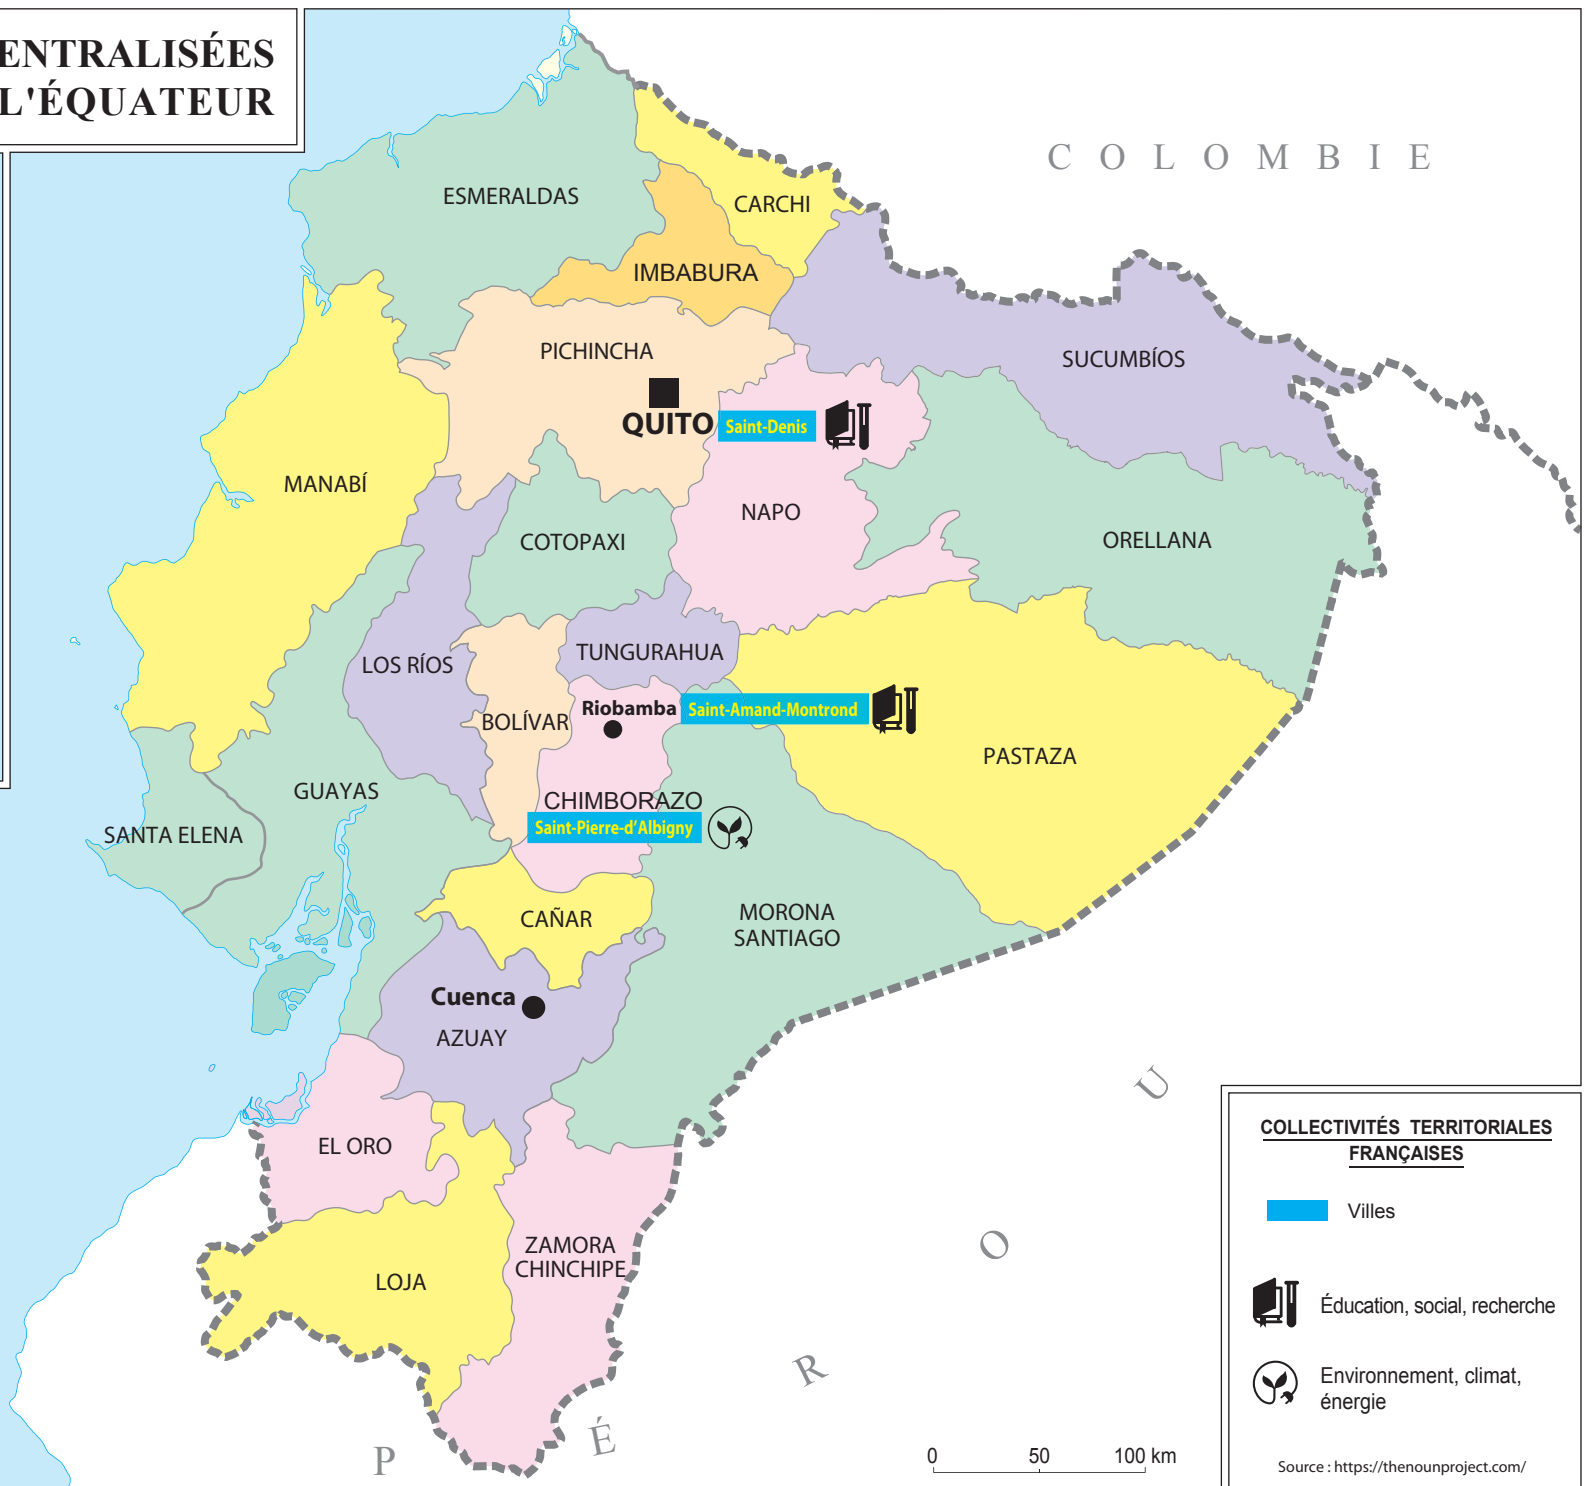 ENTRALISÉES
L'ÉQUATEUR
COLOMBIE
ESMERALDAS
CARCHI
IMBABURA
PICHINCHA
SUCUMBÍOS
QUITO
Saint-Denis
MANABÍ
NAPO
COTOPAXI
ORELLANA
TUNGURAHUA
LOS RÍOS
Riobamba
Saint-Amand-Montrond
BOLÍVAR
PASTAZA
GUAYAS
CHIMBORAZO
SANTA ELENA
Saint-Pierre-d'Albigny
CAÑAR
MORONA
SANTIAGO
Cuenca
AZUAY
EL ORO
ZAMORA
CHINCHIPE
LOJA
PÉROU
0 50 100 km
COLLECTIVITÉS TERRITORIALES
FRANÇAISES
Villes
Éducation, social, recherche
Environnement, climat,
énergie
Source : https://thenounproject.com/